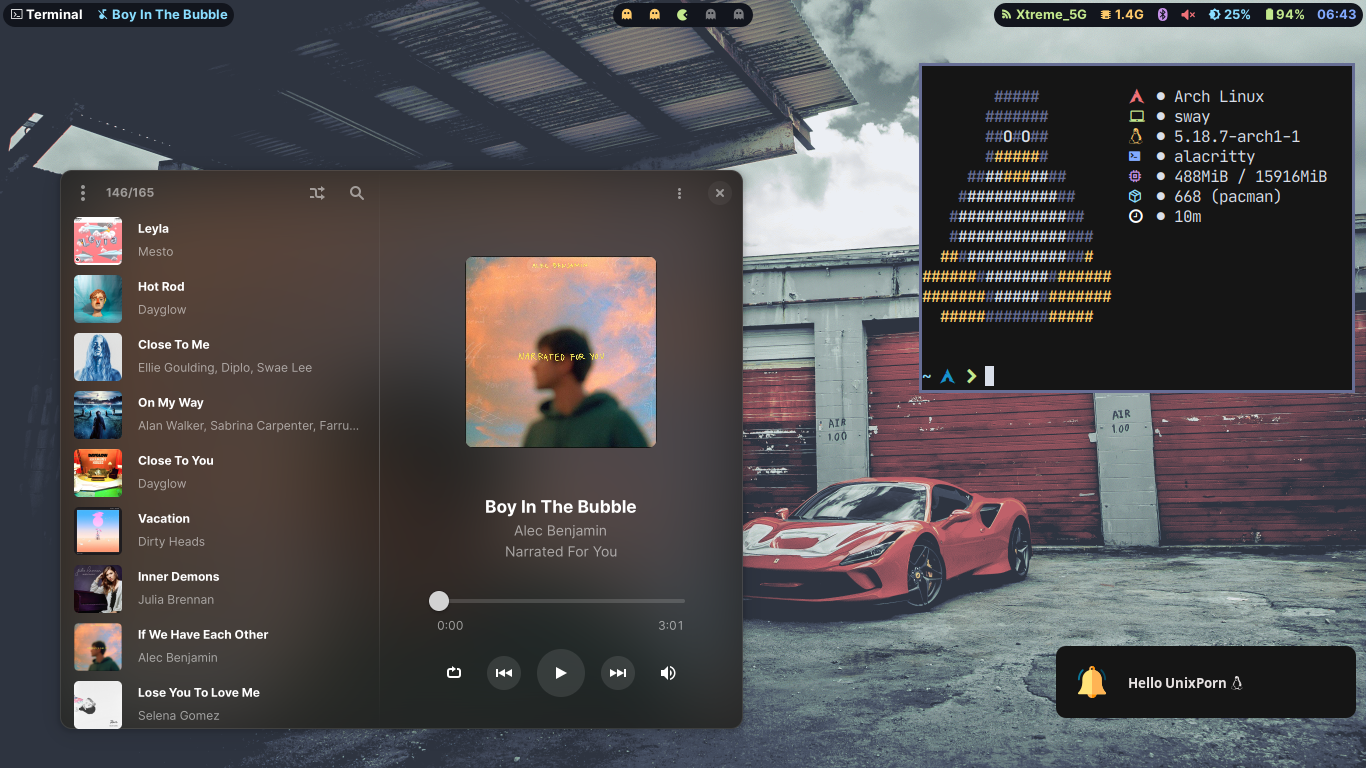 Terminal
Boy In The Bubble
Xtreme_5G
1.4G
25%
94%
06:43
146/165
Leyla
Mesto
Hot Rod
Dayglow
Close To Me
Ellie Goulding, Diplo, Swae Lee
On My Way
Alan Walker, Sabrina Carpenter, Farru...
Close To You
Dayglow
Vacation
Dirty Heads
Inner Demons
Julia Brennan
If We Have Each Other
Alec Benjamin
Lose You To Love Me
Selena Gomez
ALEC BENJAMIN
NARRATED FOR YOU
Boy In The Bubble
Alec Benjamin
Narrated For You
0:00
3:01
#####
#######
##O#O##
#######
###########
##############
################
#################
##################
######################
######################
##################
● Arch Linux
● sway
● 5.18.7-arch1-1
● alacritty
● 488MiB / 15916MiB
● 668 (pacman)
● 10m
~
AIR
100
AIR
1.00
Hello UnixPorn